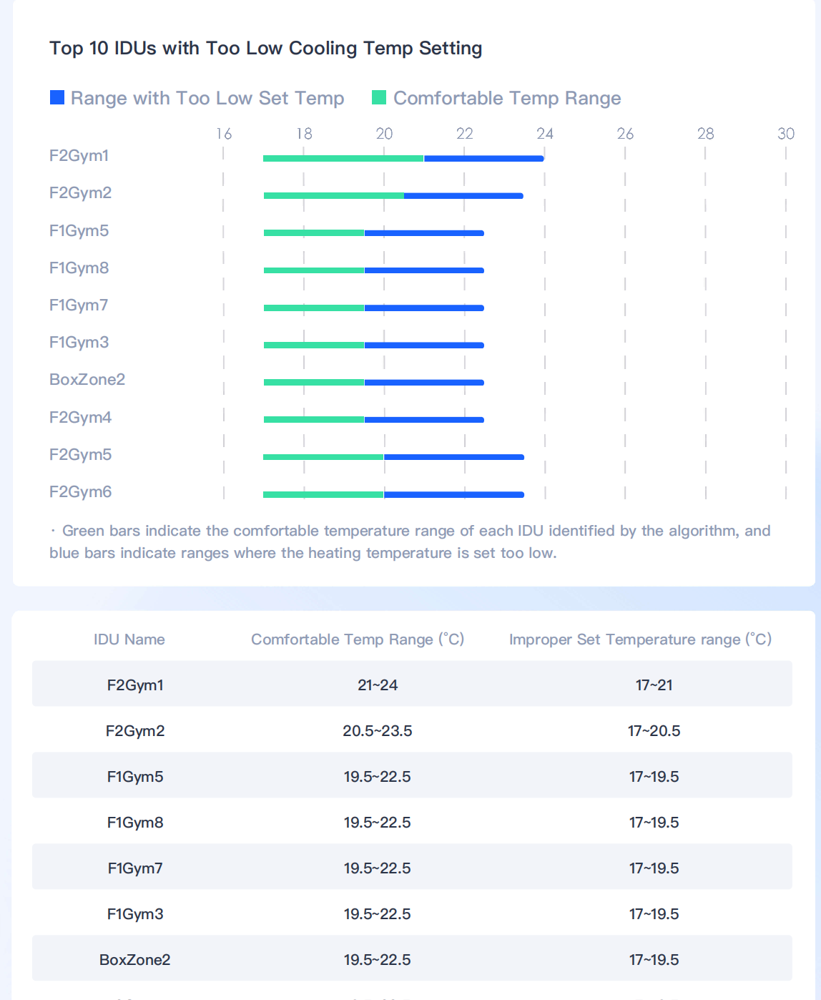 Top 10 IDUs with Too Low Cooling Temp Setting
Range with Too Low Set Temp Comfortable Temp Range
16 18 20 22 24 26 28 30
F2Gym1
F2Gym2
F1Gym5
F1Gym8
F1Gym7
F1Gym3
BoxZone2
F2Gym4
F2Gym5
F2Gym6
· Green bars indicate the comfortable temperature range of each IDU identified by the algorithm, and
blue bars indicate ranges where the heating temperature is set too low.
IDU Name Comfortable Temp Range (˚C) Improper Set Temperature range (˚C)
F2Gym1 21~24 17~21
F2Gym2 20.5~23.5 17~20.5
F1Gym5 19.5~22.5 17~19.5
F1Gym8 19.5~22.5 17~19.5
F1Gym7 19.5~22.5 17~19.5
F1Gym3 19.5~22.5 17~19.5
BoxZone2 19.5~22.5 17~19.5